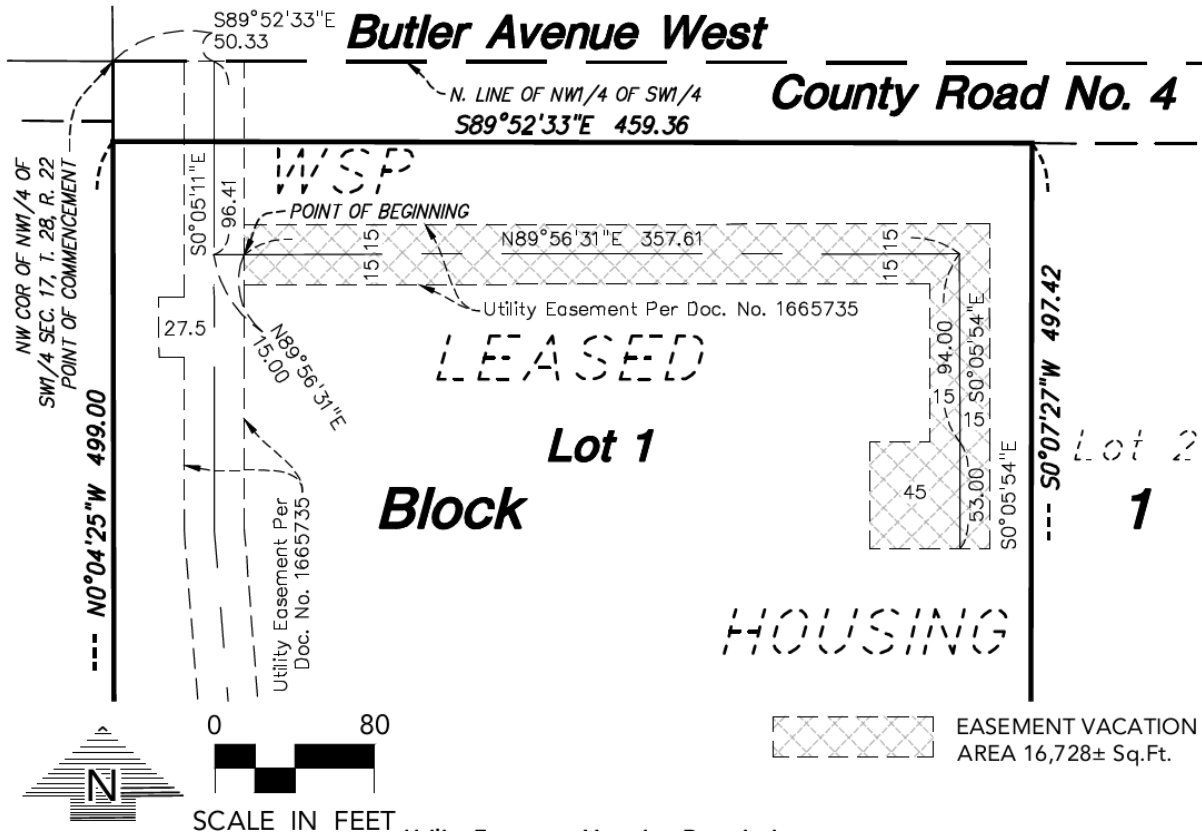 S89°52'33"E
50.33
Butler Avenue West
N. LINE OF NW1/4 OF SW1/4
County Road No. 4
S89°52'33"E 459.36
NW COR OF NW1/4 OF
SW1/4 SEC. 17, T. 28, R. 22
POINT OF COMMENCEMENT
S0°05'11"E
96.41
WSP
POINT OF BEGINNING
N89°56'31"E 357.61
15 15
15 15
27.5
Utility Easement Per Doc. No. 1665735
N89°56'31"E
15.00
LEASED
94.00
S0°05'54"E
15
15
S0°07'27"W 497.42
N0°04'25"W 499.00
Lot 1
Lot 2
Block
1
45
53.00
S0°05'54"E
Utility Easement Per
Doc. No. 1665735
HOUSING
0 80
N
SCALE IN FEET
EASEMENT VACATION
AREA 16,728± Sq.Ft.